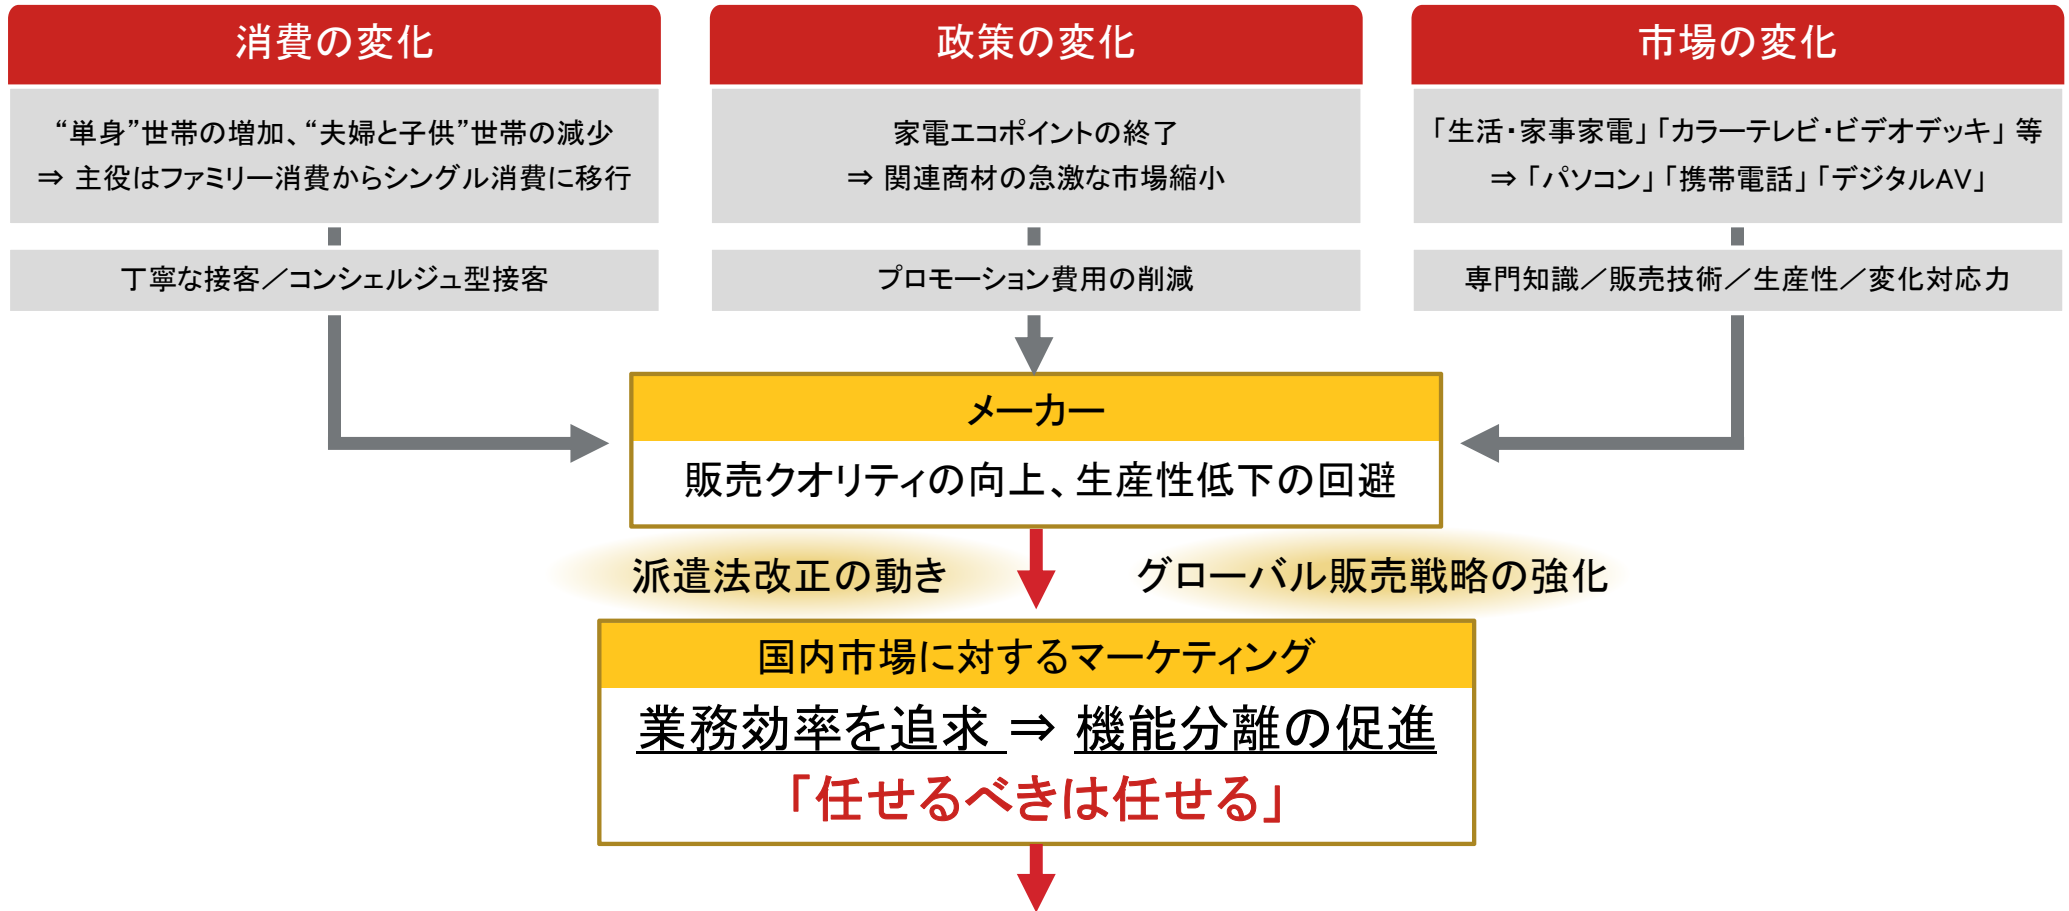 消費の変化
“単身”世帯の増加、“夫婦と子供”世帯の減少
⇒ 主役はファミリー消費からシングル消費に移行
丁寧な接客／コンシェルジュ型接客
政策の変化
家電エコポイントの終了
⇒ 関連商材の急激な市場縮小
プロモーション費用の削減
市場の変化
「生活・家事家電」「カラーテレビ・ビデオデッキ」等
⇒「パソコン」「携帯電話」「デジタルAV」
専門知識／販売技術／生産性／変化対応力
メーカー
販売クオリティの向上、生産性低下の回避
派遣法改正の動き
グローバル販売戦略の強化
国内市場に対するマーケティング
業務効率を追求 ⇒ 機能分離の促進
「任せるべきは任せる」